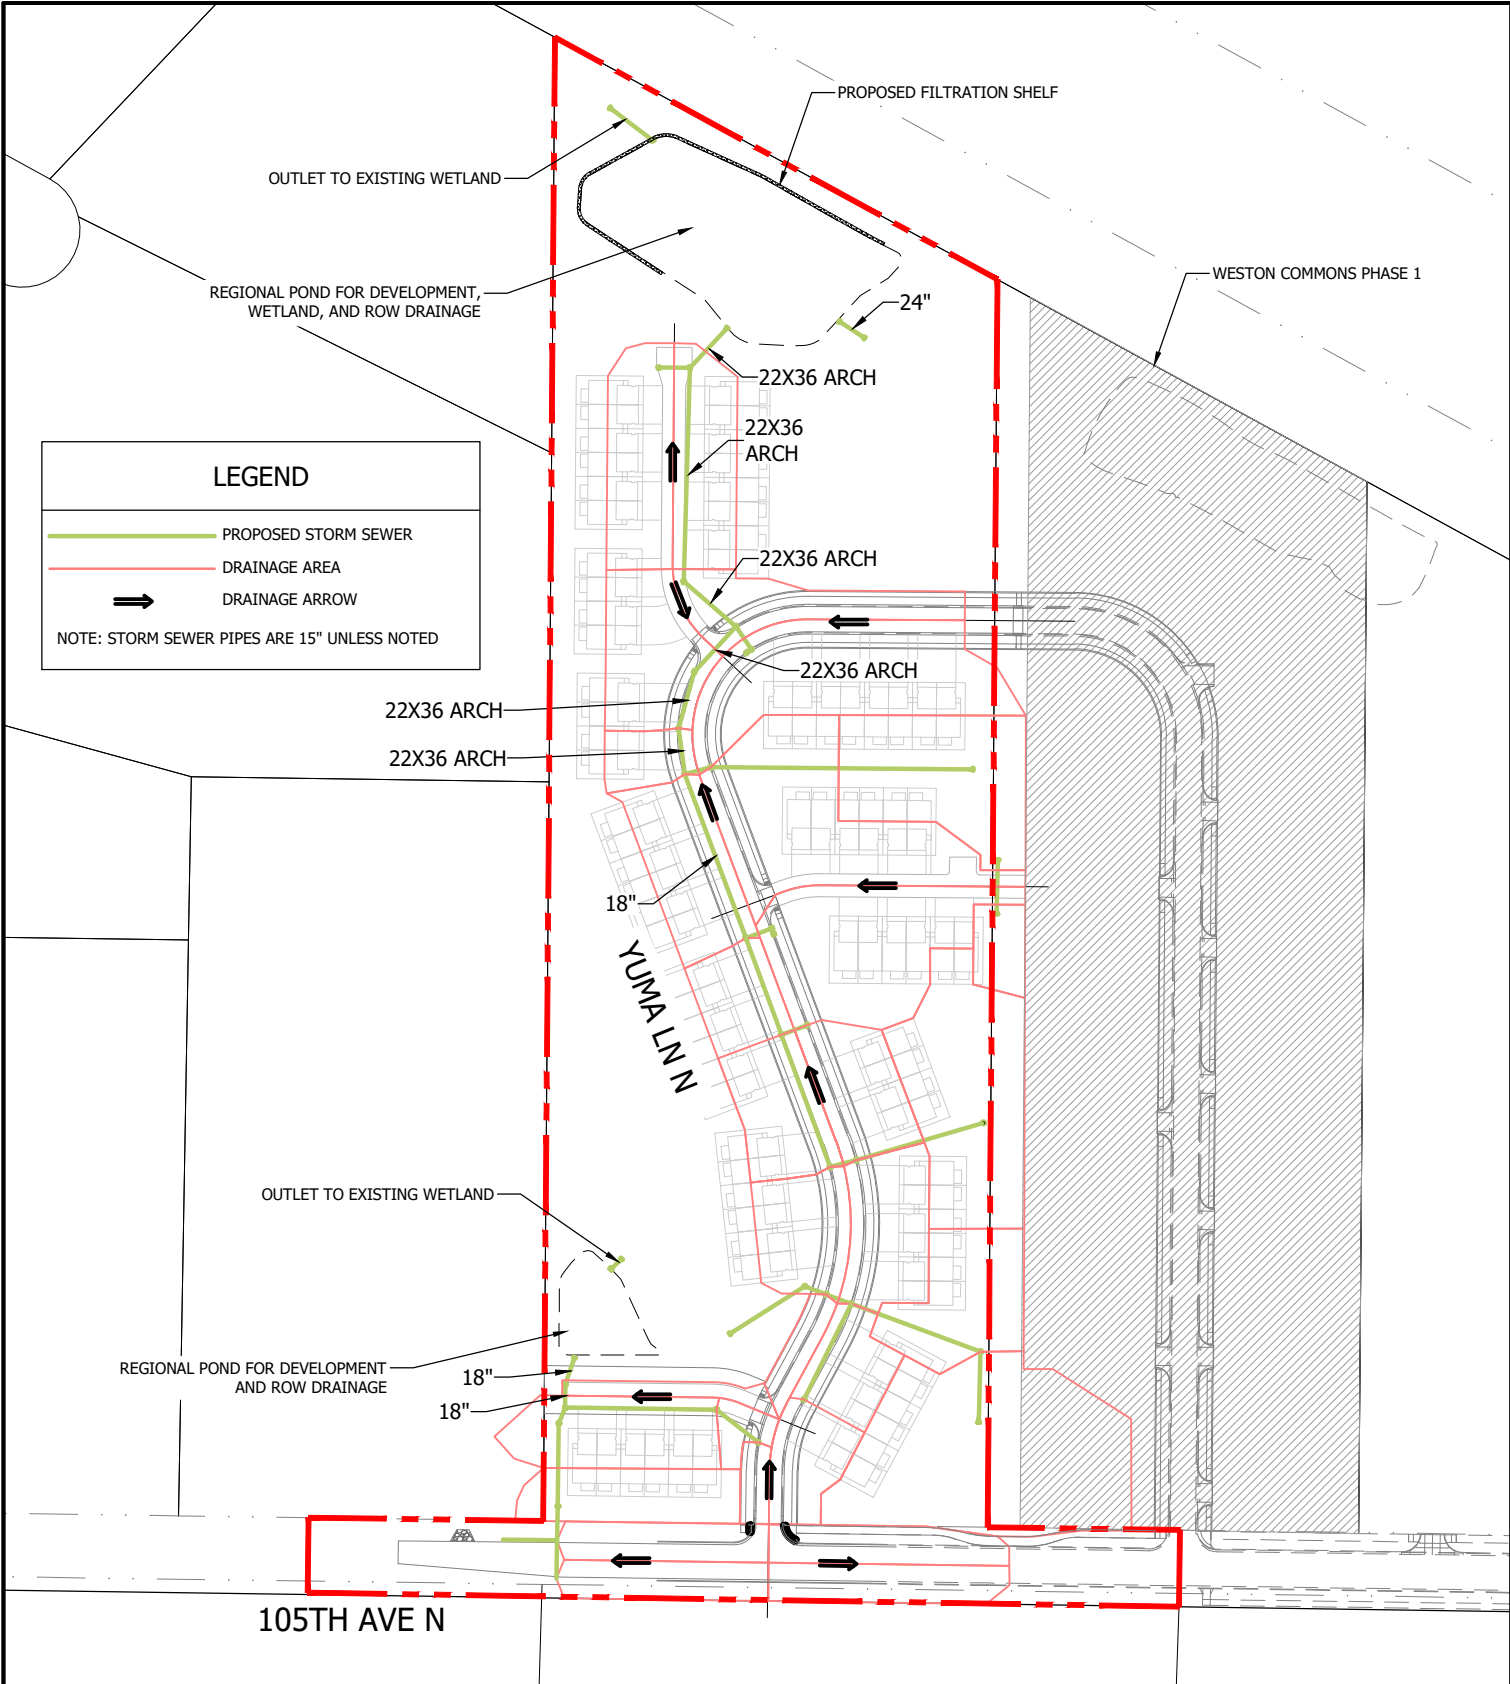 PROPOSED FILTRATION SHELF
OUTLET TO EXISTING WETLAND
WESTON COMMONS PHASE 1
REGIONAL POND FOR DEVELOPMENT,
WETLAND, AND ROW DRAINAGE
24"
22X36 ARCH
22X36
ARCH
LEGEND
PROPOSED STORM SEWER
DRAINAGE AREA
DRAINAGE ARROW
NOTE: STORM SEWER PIPES ARE 15" UNLESS NOTED
22X36 ARCH
22X36 ARCH
22X36 ARCH
22X36 ARCH
18"
YUMA LN N
OUTLET TO EXISTING WETLAND
REGIONAL POND FOR DEVELOPMENT
AND ROW DRAINAGE
18"
18"
105TH AVE N